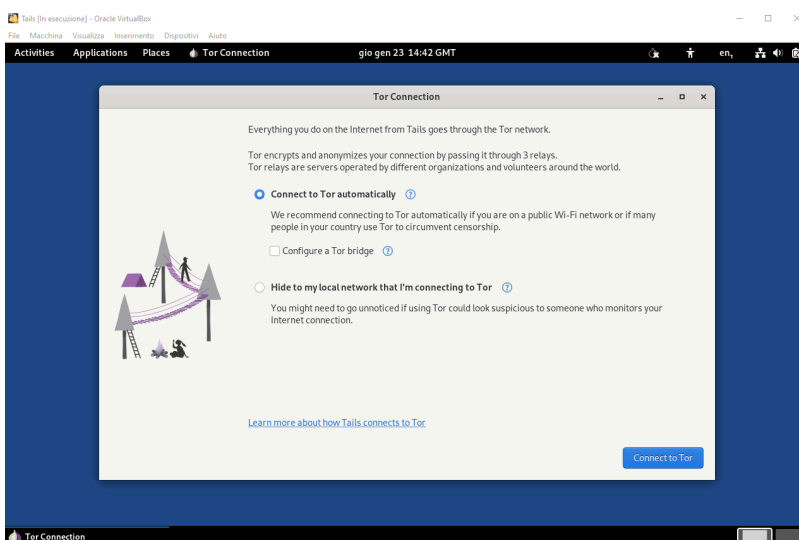 Tails [In esecuzione] - Oracle VirtualBox
File Macchina Visualizza Inserimento Dispositivi Aiuto
Activities Applications Places Tor Connection gio gen 23 14:42 GMT en,
Tor Connection
Everything you do on the Internet from Tails goes through the Tor network.
Tor encrypts and anonymizes your connection by passing it through 3 relays.
Tor relays are servers operated by different organizations and volunteers around the world.
Connect to Tor automatically ?
We recommend connecting to Tor automatically if you are on a public Wi-Fi network or if many
people in your country use Tor to circumvent censorship.
Configure a Tor bridge ?
Hide to my local network that I'm connecting to Tor ?
You might need to go unnoticed if using Tor could look suspicious to someone who monitors your
Internet connection.
Learn more about how Tails connects to Tor
Connect to Tor
Tor Connection